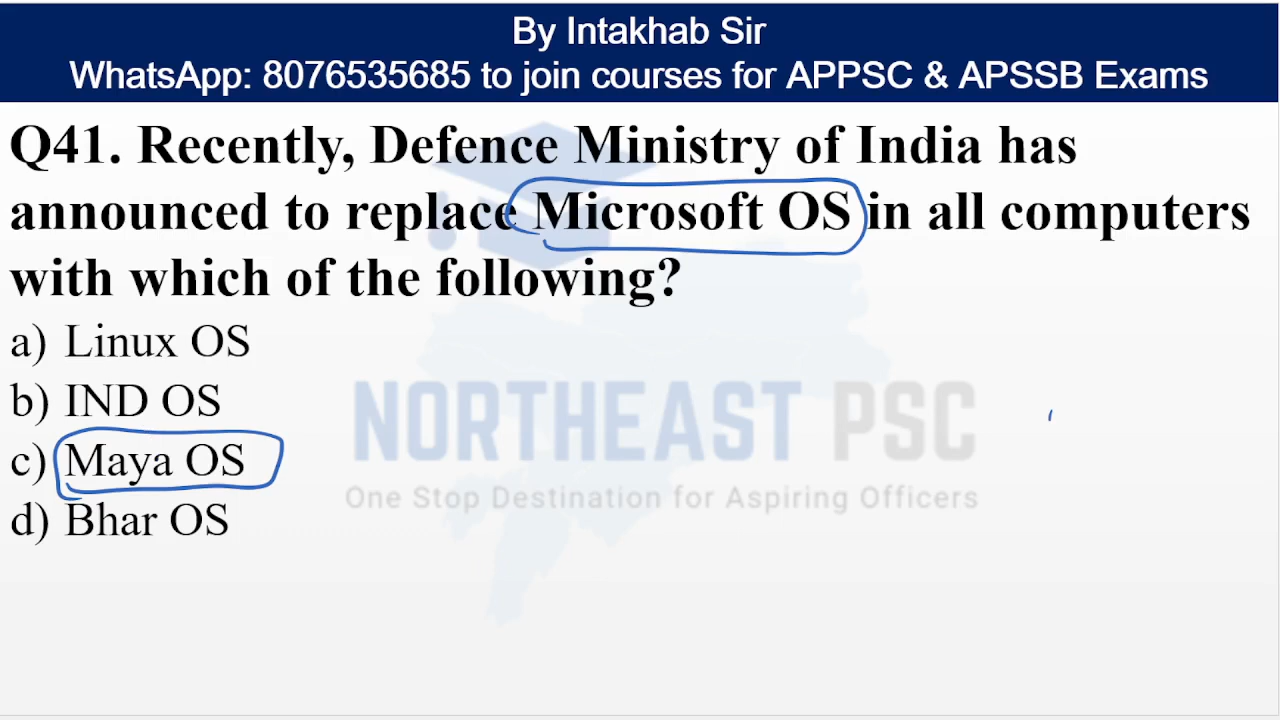 By Intakhab Sir
WhatsApp: 8076535685 to join courses for APPSC & APSSB Exams
Q41. Recently, Defence Ministry of India has
announced to replace Microsoft OS in all computers
with which of the following?
a) Linux OS
b) IND OS
c) Maya OS
d) Bhar OS
NORTHEAST PSC
One Stop Destination for Aspiring Officers